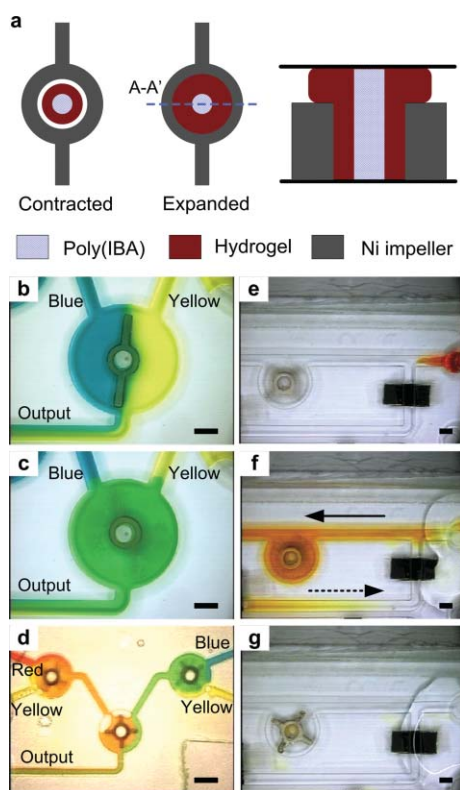 a
A-A'
Contracted
Expanded
Poly(IBA)
Hydrogel
Ni impeller
b
Blue
Yellow
Output
e
c
Blue
Yellow
Output
f
d
Blue
Red
Yellow
Yellow
Output
g